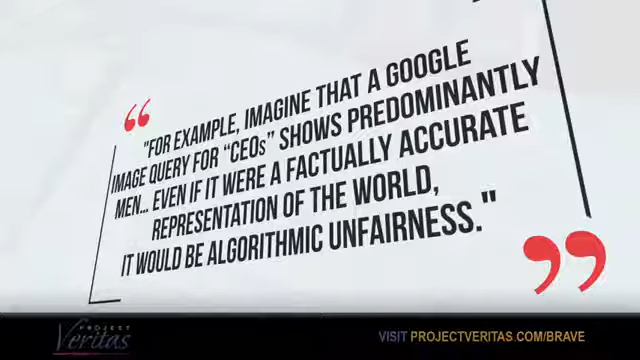 “
"FOR EXAMPLE, IMAGINE THAT A GOOGLE
IMAGE QUERY FOR “CEOs” SHOWS PREDOMINANTLY
MEN... EVEN IF IT WERE A FACTUALLY ACCURATE
REPRESENTATION OF THE WORLD,
IT WOULD BE ALGORITHMIC UNFAIRNESS."
”
PROJECT
Veritas
VISIT PROJECTVERITAS.COM/BRAVE